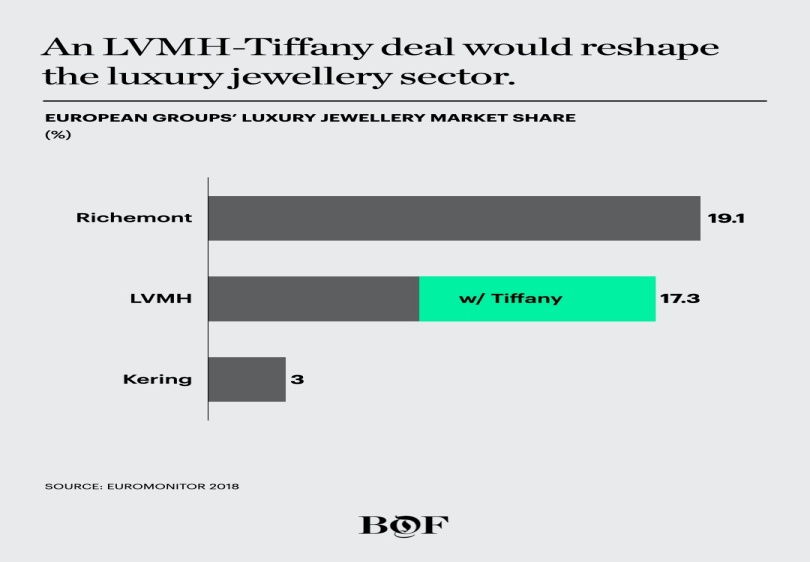 An LVMH-Tiffany deal would reshape
the luxury jewellery sector.
EUROPEAN GROUPS’ LUXURY JEWELLERY MARKET SHARE
(%)
Richemont 19.1
LVMH w/ Tiffany 17.3
Kering 3
SOURCE: EUROMONITOR 2018
BOF